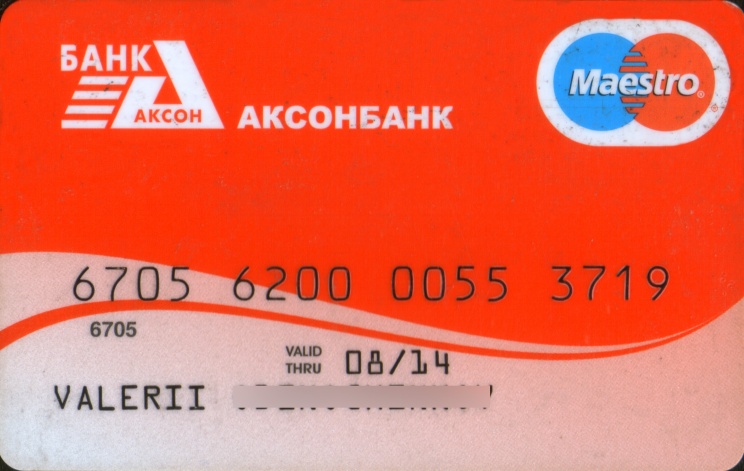 БАНК
АКСОН
АКСОНБАНК
Maestro®
6705 6200 0055 3719
6705
VALID THRU 08/14
VALERII